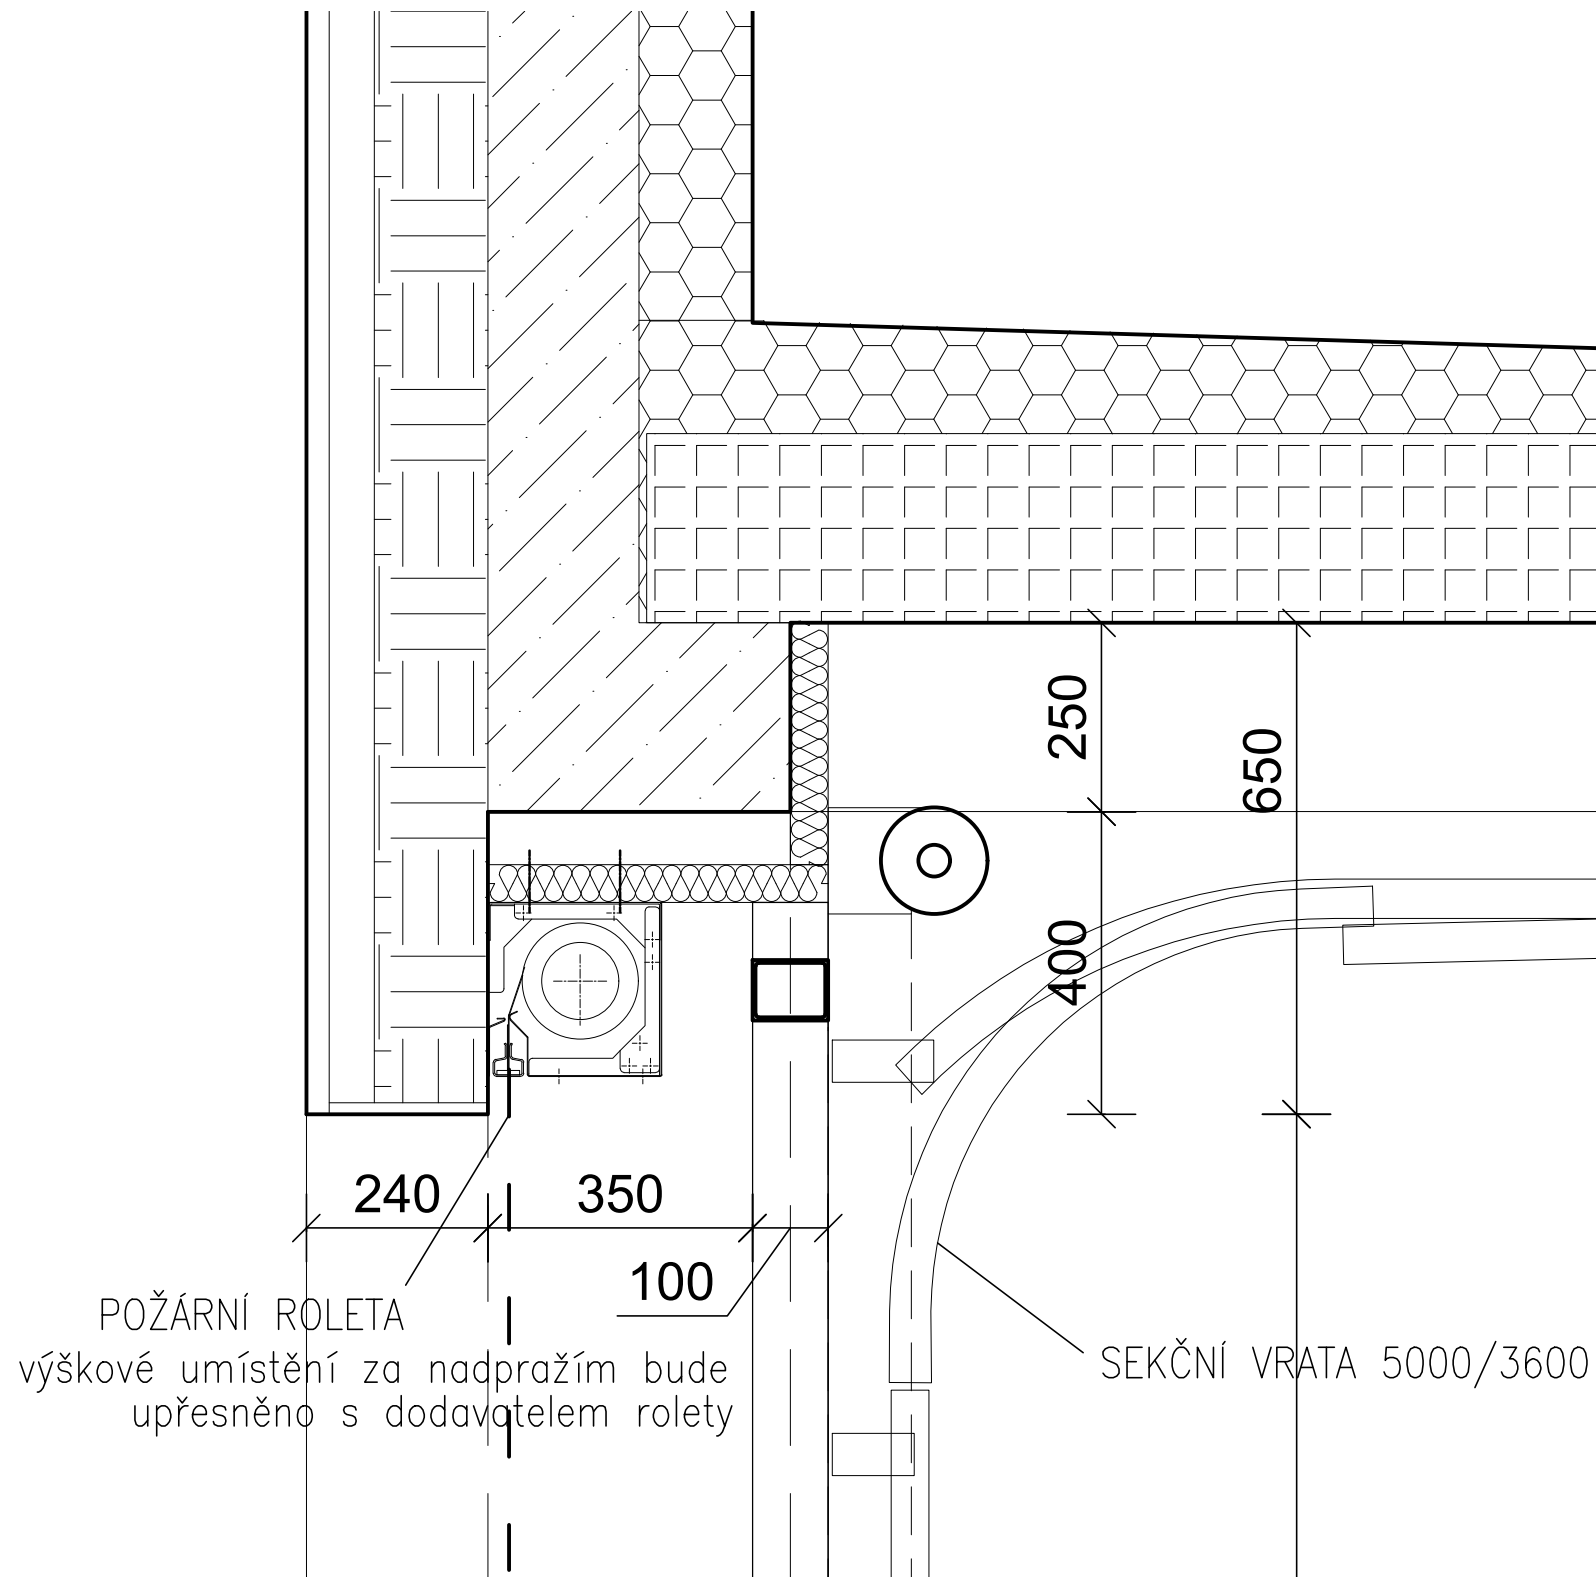 250
650
400
240
350
100
POŽÁRNÍ ROLETA
výškové umístění za nadpražím bude
upřesněno s dodavatelem rolety
SEKČNÍ VRATA 5000/3600